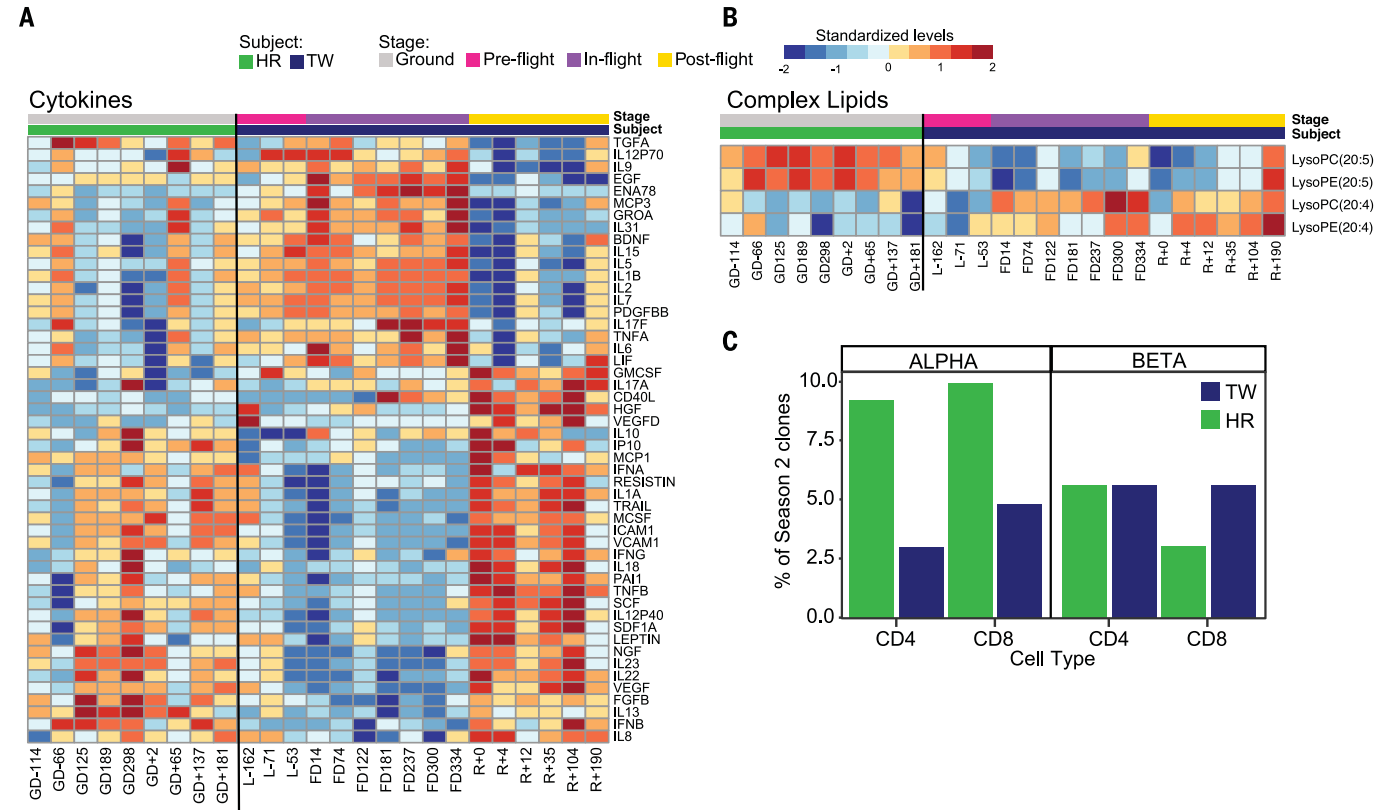 A
Subject:
HR TW
Stage:
Ground Pre-flight In-flight Post-flight
Standardized levels
-2 -1 0 1 2
Cytokines
Stage
Subject
TGFA
IL12P70
IL9
EGF
ENA78
MCP3
GROA
IL31
BDNF
IL15
IL5
IL1B
IL2
IL7
PDGFBB
IL17F
TNFA
IL6
LIF
GMCSF
IL17A
CD40L
HGF
VEGFD
IL10
IP10
MCP1
IFNA
RESISTIN
IL1A
TRAIL
MCSF
ICAM1
VCAM1
IFNG
IL18
PAI1
TNFB
SCF
IL12P40
SDF1A
LEPTIN
NGF
IL23
IL22
VEGF
FGFB
IL13
IFNB
IL8
GD-114
GD-66
GD125
GD189
GD298
GD+2
GD+65
GD+137
GD+181
L-162
L-71
L-53
FD14
FD74
FD122
FD181
FD237
FD300
FD334
R+0
R+4
R+12
R+35
R+104
R+190
B
Complex Lipids
Stage
Subject
LysoPC(20:5)
LysoPE(20:5)
LysoPC(20:4)
LysoPE(20:4)
GD-114
GD-66
GD125
GD189
GD298
GD+2
GD+65
GD+137
GD+181
L-162
L-71
L-53
FD14
FD74
FD122
FD181
FD237
FD300
FD334
R+0
R+4
R+12
R+35
R+104
R+190
C
ALPHA BETA
% of Season 2 clones
10.0
7.5
5.0
2.5
0.0
TW
HR
CD4 CD8 CD4 CD8
Cell Type